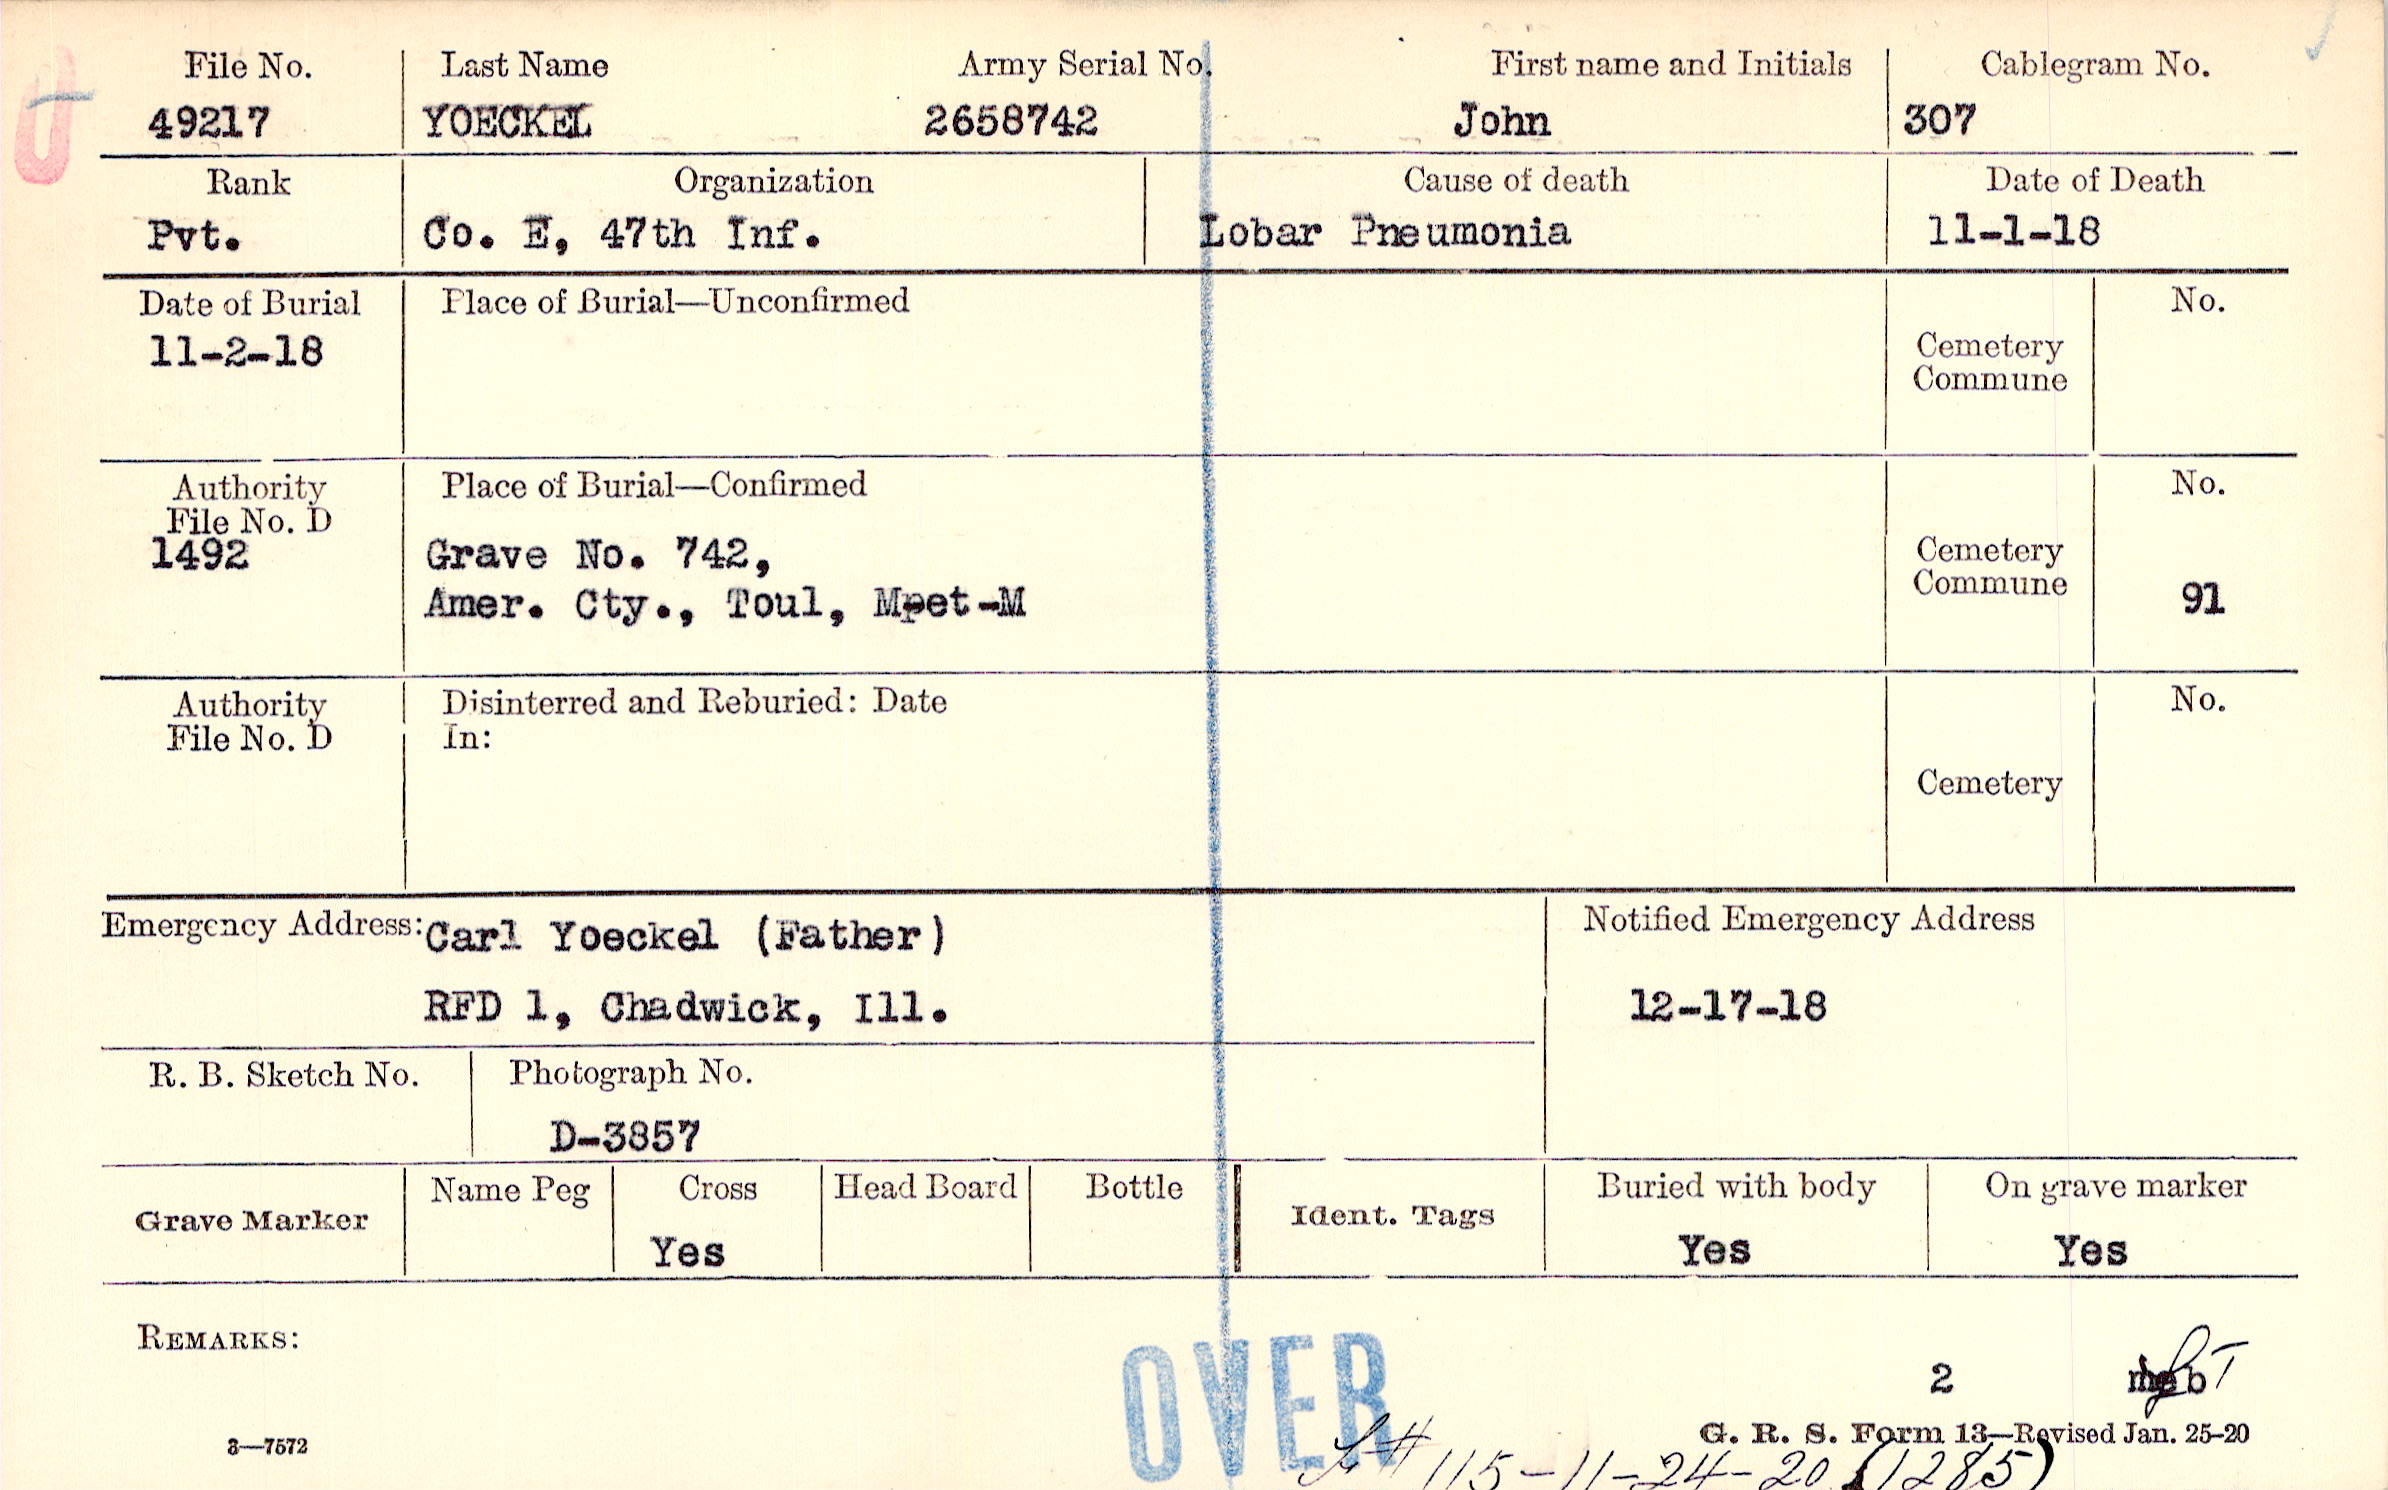 File No. Last Name Army Serial No. First name and Initials Cablegram No.
49217 YOECKEL 2658742 John 307
Rank Organization Cause of death Date of Death
Pvt. Co. E, 47th Inf. Lobar Pneumonia 11-1-18
Date of Burial Place of Burial—Unconfirmed No.
11-2-18
Cemetery
Commune
Authority Place of Burial—Confirmed No.
File No. D
1492 Grave No. 742,
Cemetery
Commune
Amer. Cty., Toul, Mpet-M 91
Authority Disinterred and Reburied: Date No.
File No. D In:
Cemetery
Emergency Address: Carl Yoeckel (Father) Notified Emergency Address
RFD 1, Chadwick, Ill. 12-17-18
R. B. Sketch No. Photograph No.
D-3857
Grave Marker Name Peg Cross Head Board Bottle Ident. Tags Buried with body On grave marker
Yes Yes Yes
REMARKS:
OVER
2
3—7572
G. R. S. Form 13—Revised Jan. 25-20
# 115-11-24-20 (1285)